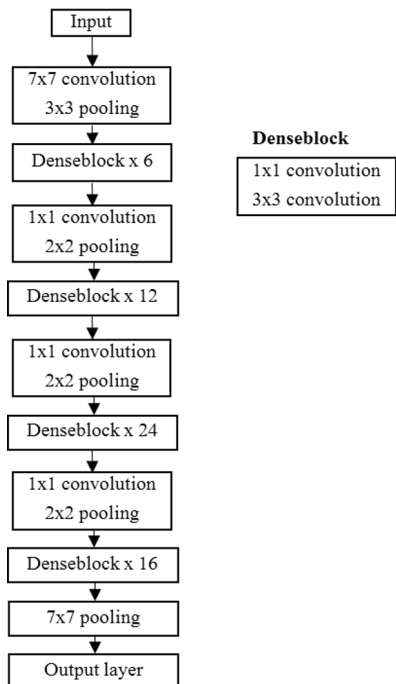 Input
7x7 convolution
3x3 pooling
Denseblock x 6
1x1 convolution
2x2 pooling
Denseblock x 12
1x1 convolution
2x2 pooling
Denseblock x 24
1x1 convolution
2x2 pooling
Denseblock x 16
7x7 pooling
Output layer
Denseblock
1x1 convolution
3x3 convolution